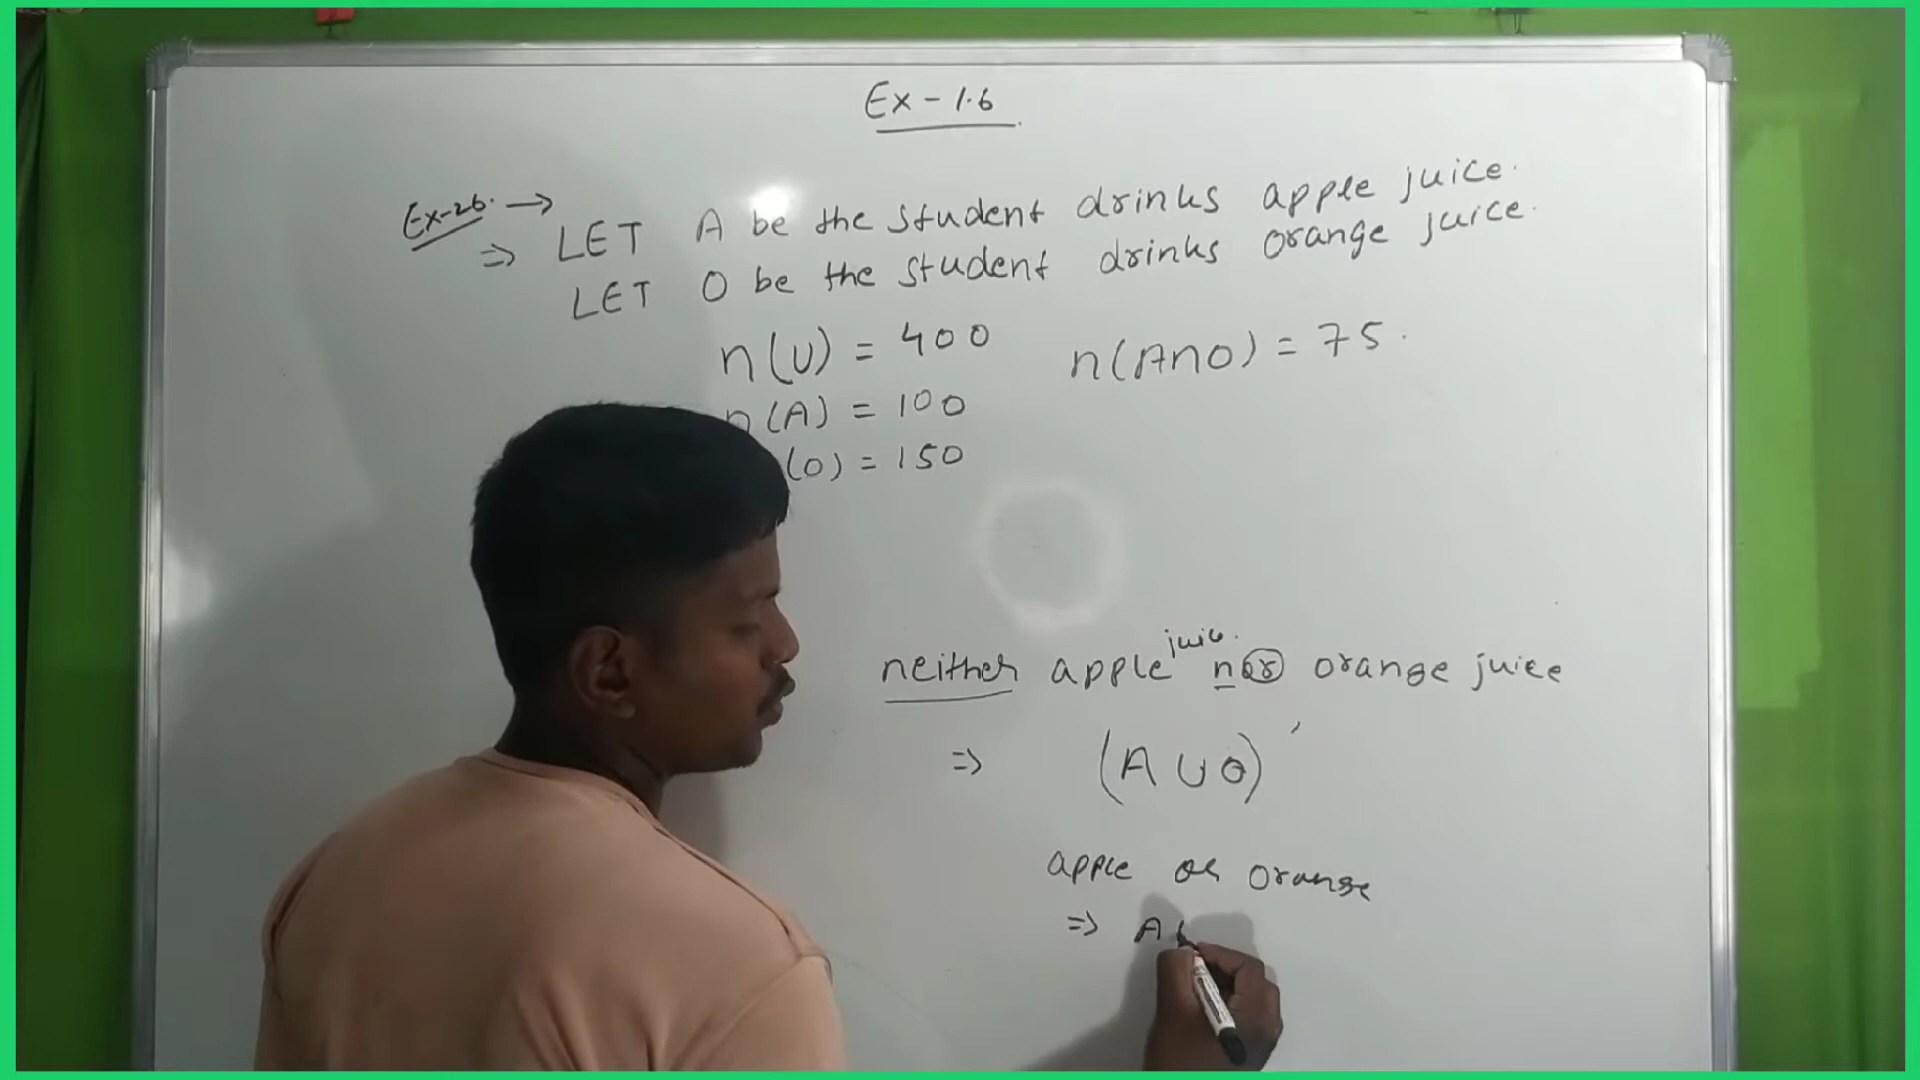 Ex - 1.6
Ex-26. →
⇒ LET A be the student drinks apple juice.
LET O be the student drinks orange juice.
n(U) = 400 n(A∩O) = 75.
n(A) = 100
(O) = 150
neither apple juic. nor orange juice
⇒ (A ∪ O)'
apple or orange
⇒ A